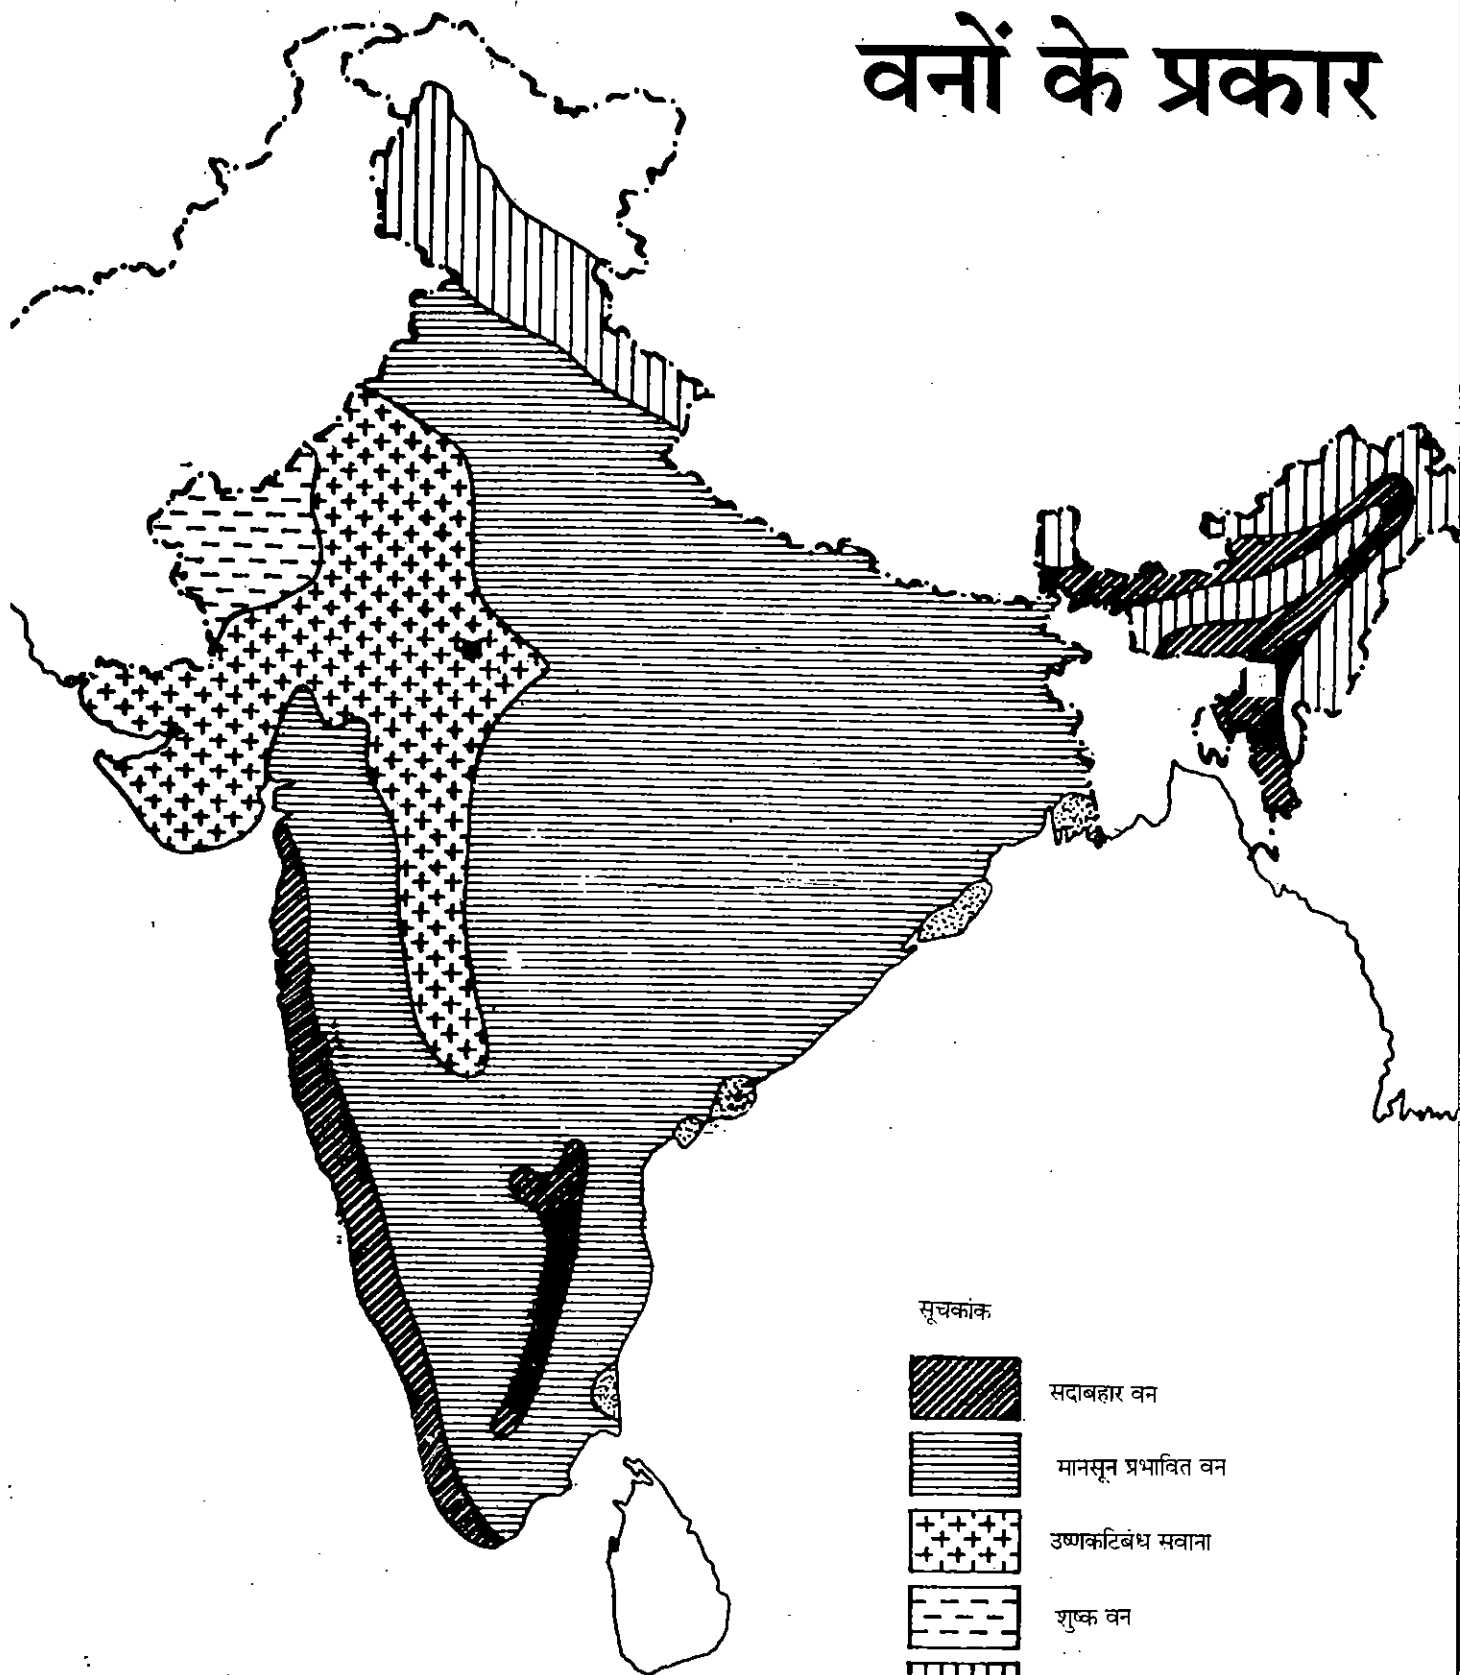 वनों के प्रकार
सूचकांक
सदाबहार वन
मानसून प्रभावित वन
उष्णकटिबंध सवाना
शुष्क वन